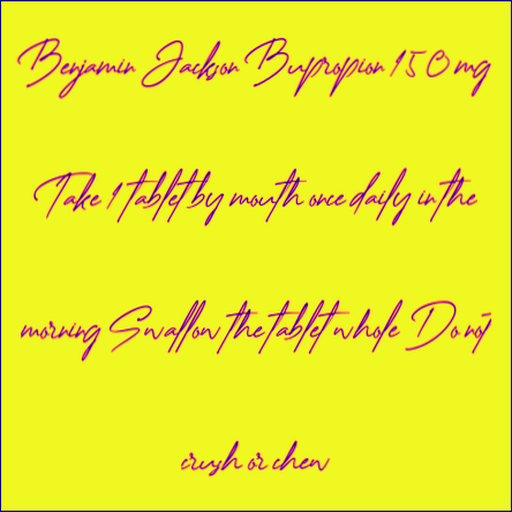 Benjamin Jackson Bupropion 150 mg
Take 1 tablet by mouth once daily in the
morning Swallow the tablet whole Do not
crush or chew